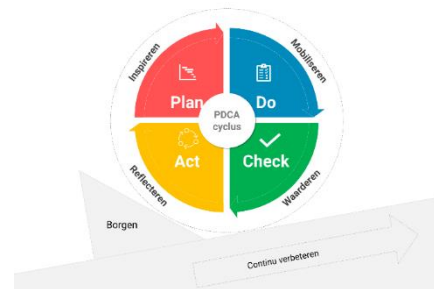 Inspireren
Mobiliseren
Plan
Do
PDCA
cyclus
Act
Check
Reflecteren
Waarderen
Borgen
Continu verbeteren